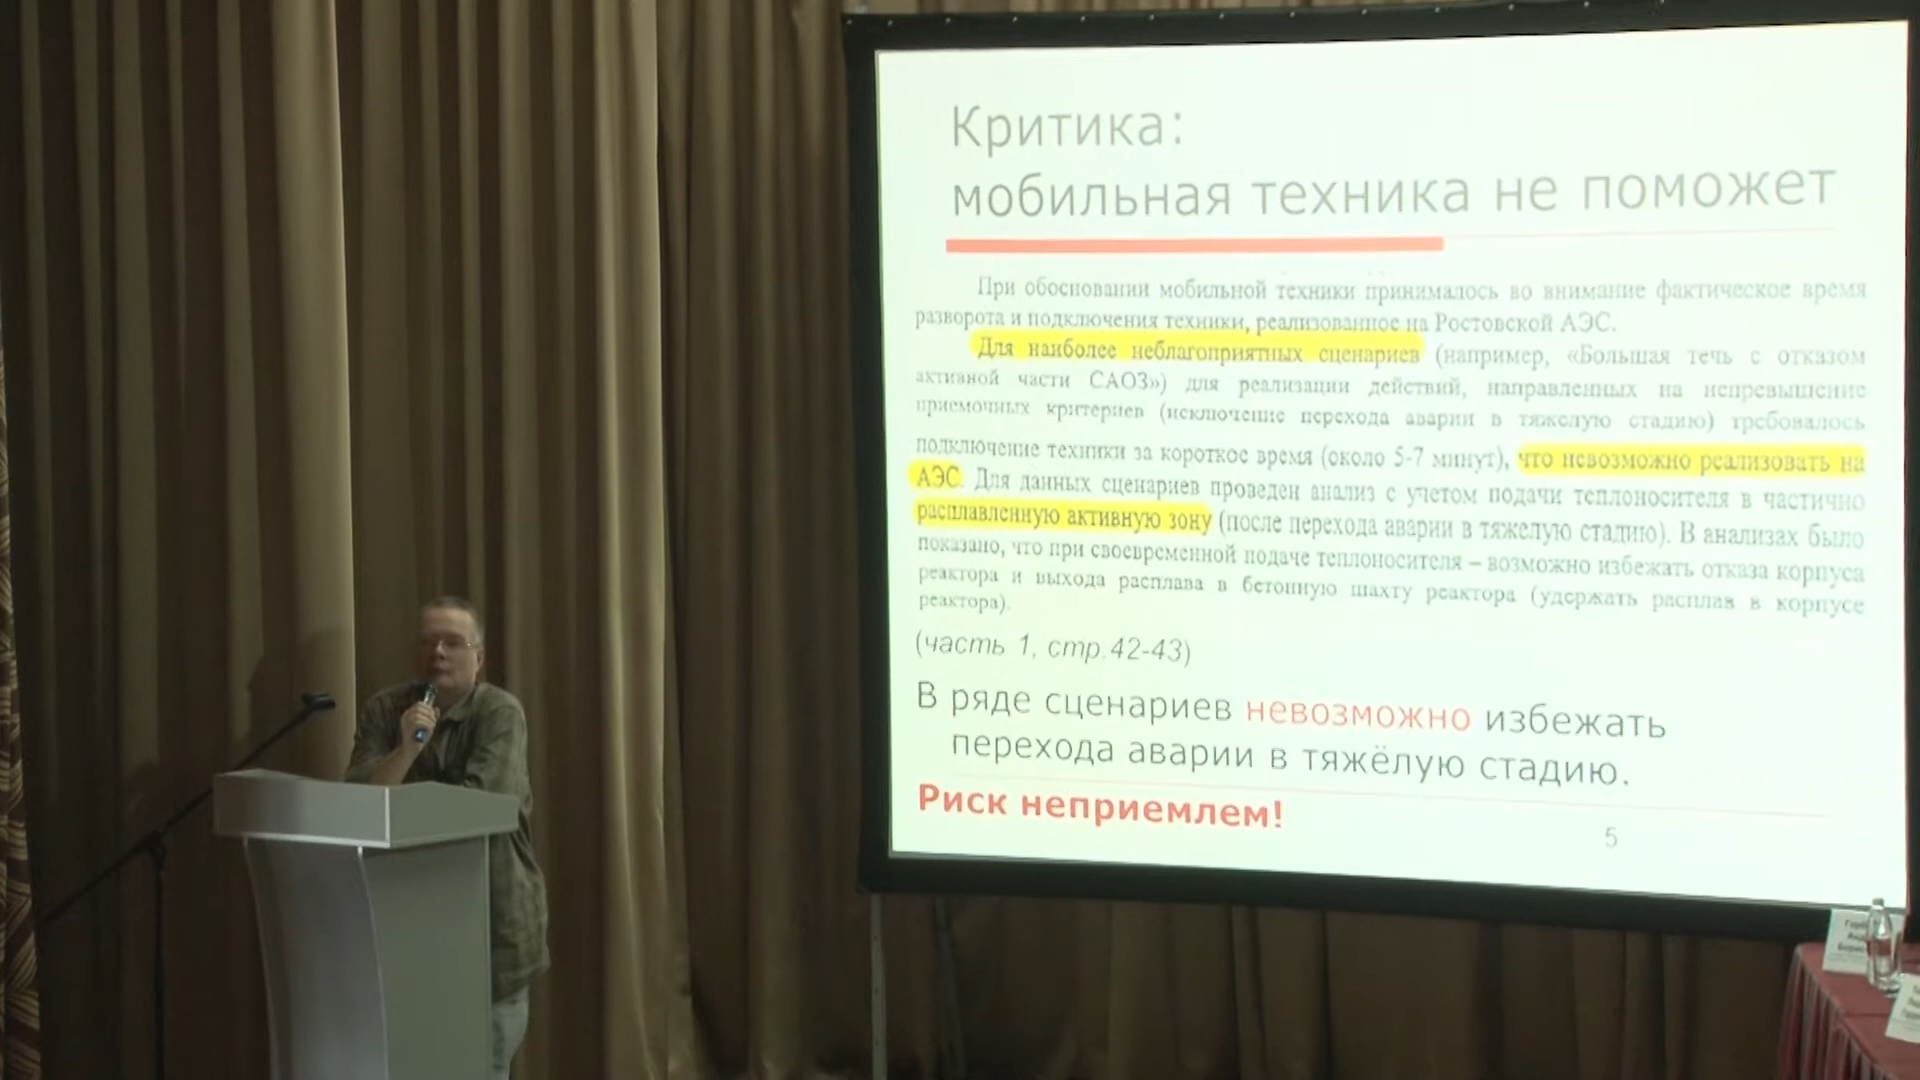 Критика:
мобильная техника не поможет
При обосновании мобильной техники принималось во внимание фактическое время
разворота и подключения техники, реализованное на Ростовской АЭС.
Для наиболее неблагоприятных сценариев (например, «Большая течь с отказом
активной части САОЗ») для реализации действий, направленных на непревышение
приемочных критериев (исключение перехода аварии в тяжелую стадию) требовалось
подключение техники за короткое время (около 5-7 минут), что невозможно реализовать на
АЭС. Для данных сценариев проведен анализ с учетом подачи теплоносителя в частично
расплавленную активную зону (после перехода аварии в тяжелую стадию). В анализах было
показано, что при своевременной подаче теплоносителя – возможно избежать отказа корпуса
реактора и выхода расплава в бетонную шахту реактора (удержать расплав в корпусе
реактора).
(часть 1, стр.42-43)
В ряде сценариев невозможно избежать
перехода аварии в тяжёлую стадию.
Риск неприемлем!
5